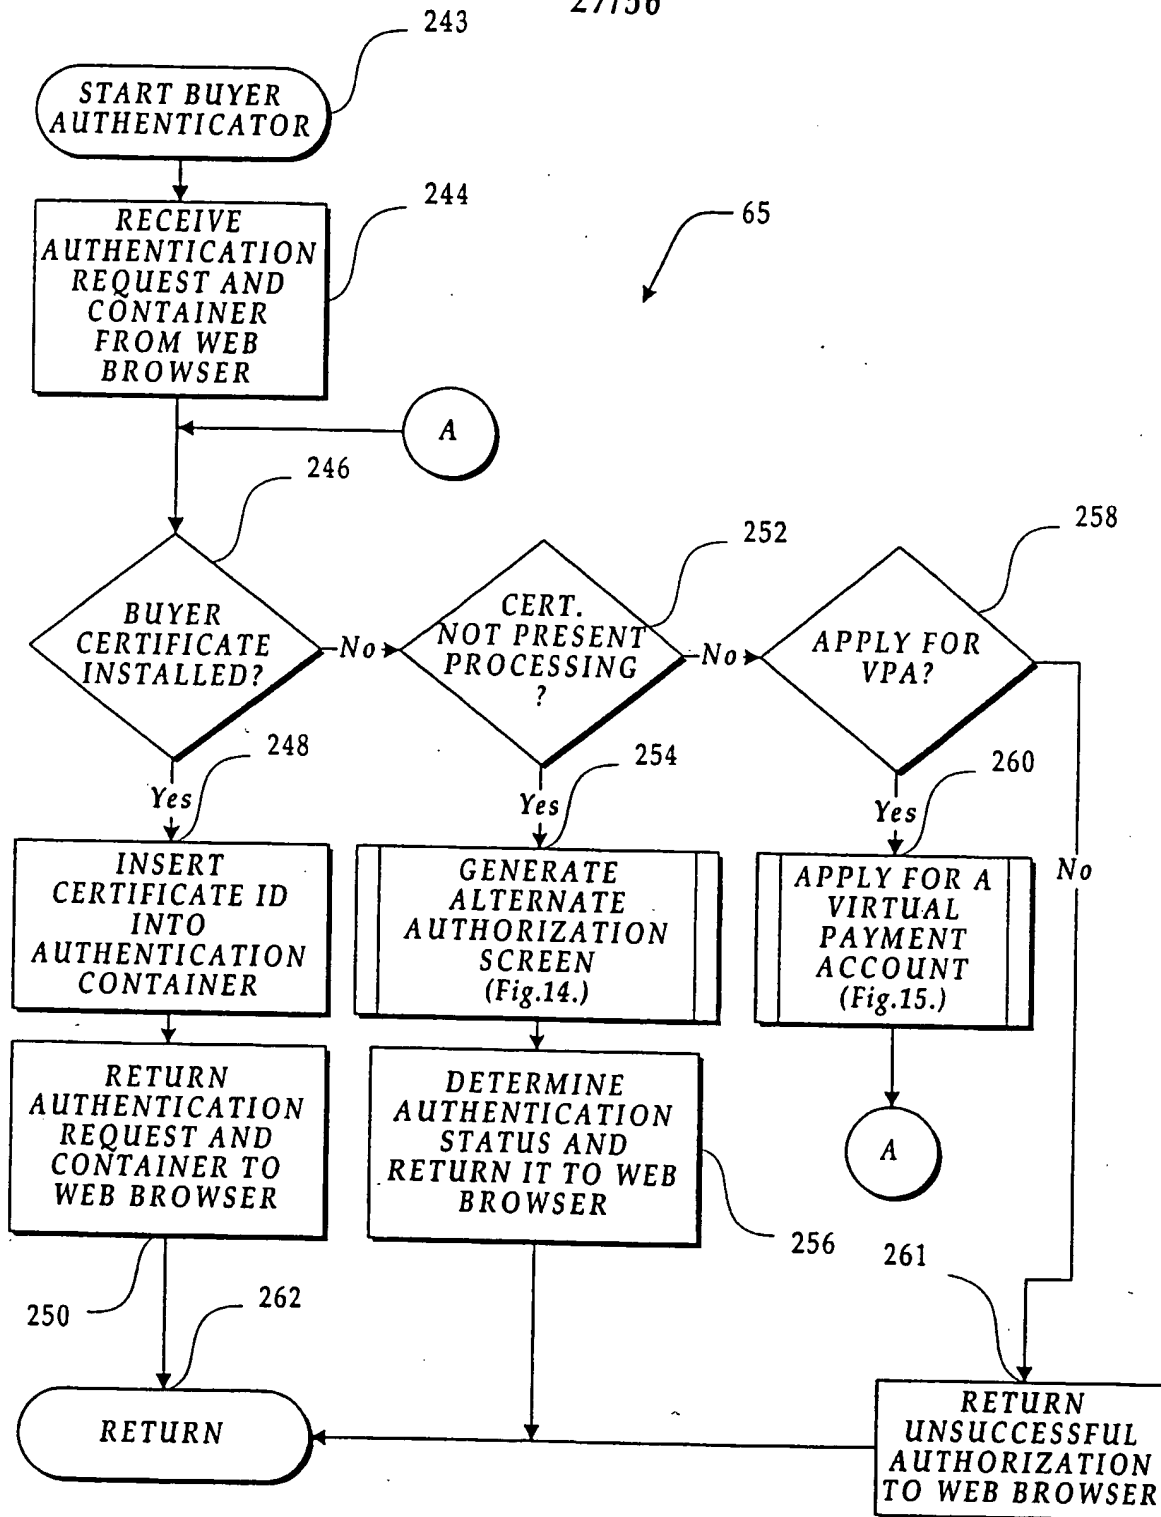 27/56
243
START BUYER
AUTHENTICATOR
244
RECEIVE
AUTHENTICATION
REQUEST AND
CONTAINER
FROM WEB
BROWSER
65
A
246
BUYER
CERTIFICATE
INSTALLED?
No
252
CERT.
NOT PRESENT
PROCESSING
?
No
258
APPLY FOR
VPA?
Yes
248
Yes
254
Yes
260
No
INSERT
CERTIFICATE ID
INTO
AUTHENTICATION
CONTAINER
GENERATE
ALTERNATE
AUTHORIZATION
SCREEN
(Fig.14.)
APPLY FOR A
VIRTUAL
PAYMENT
ACCOUNT
(Fig.15.)
RETURN
AUTHENTICATION
REQUEST AND
CONTAINER TO
WEB BROWSER
DETERMINE
AUTHENTICATION
STATUS AND
RETURN IT TO WEB
BROWSER
A
256
261
250
262
RETURN
RETURN
UNSUCCESSFUL
AUTHORIZATION
TO WEB BROWSER